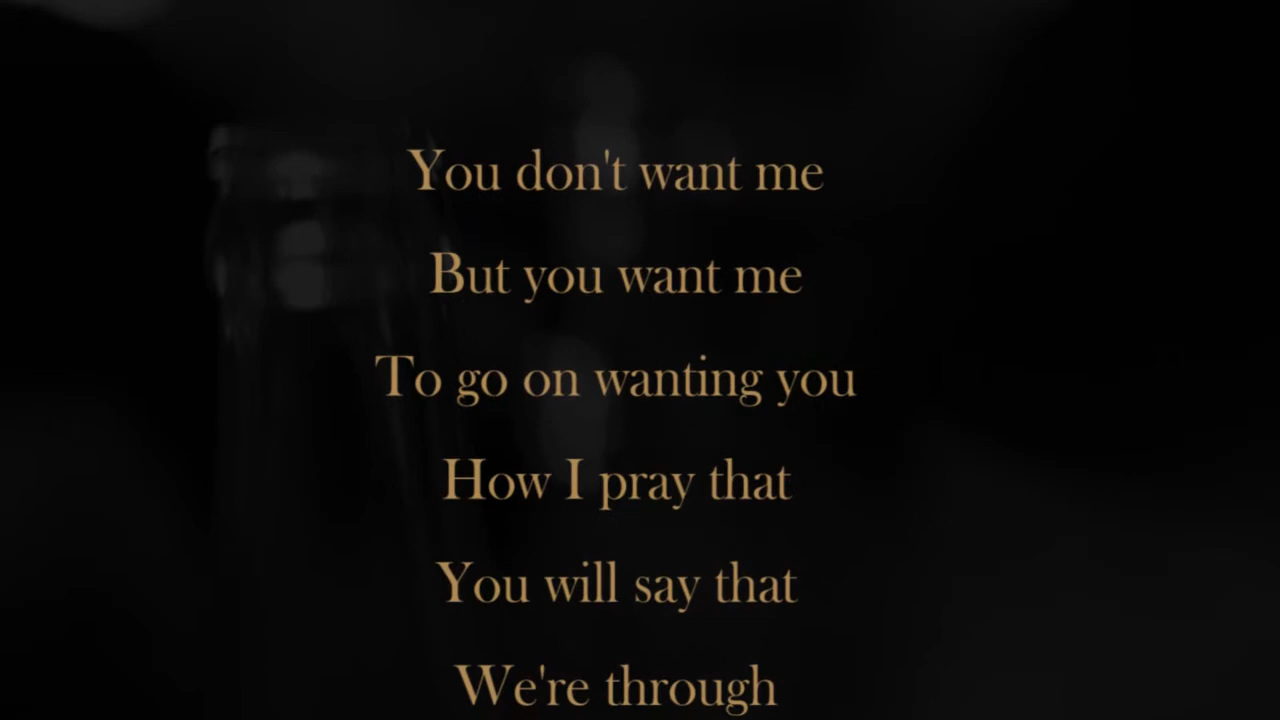 You don't want me
But you want me
To go on wanting you
How I pray that
You will say that
We're through